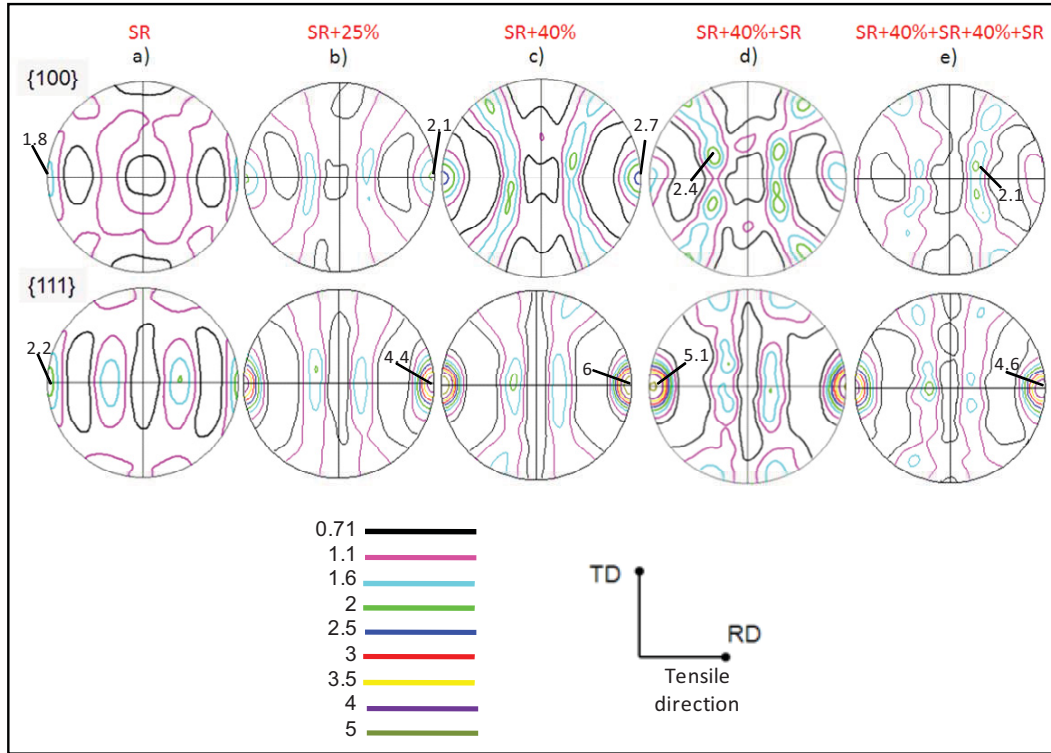 SR SR+25% SR+40% SR+40%+SR SR+40%+SR+40%+SR
a) b) c) d) e)
{100}
1.8 2.1 2.7 2.4 2.1
{111}
2.2 4.4 6 5.1 4.6
0.71
1.1
1.6
2
2.5
3
3.5
4
5
TD
RD
Tensile
direction